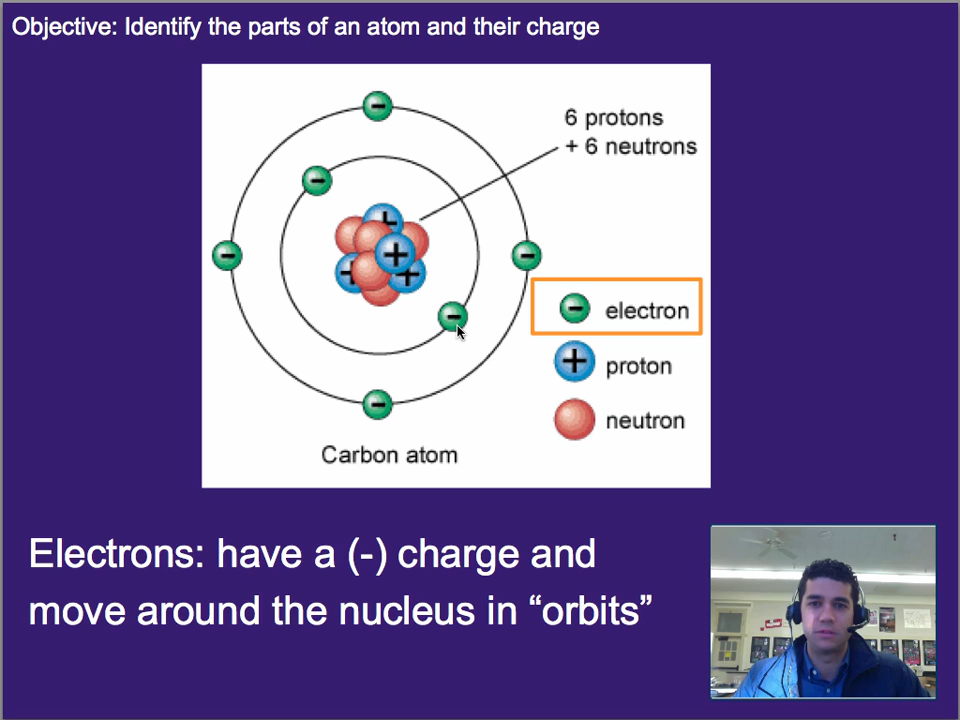 Objective: Identify the parts of an atom and their charge
6 protons
+ 6 neutrons
electron
proton
neutron
Carbon atom
Electrons: have a (-) charge and
move around the nucleus in “orbits”